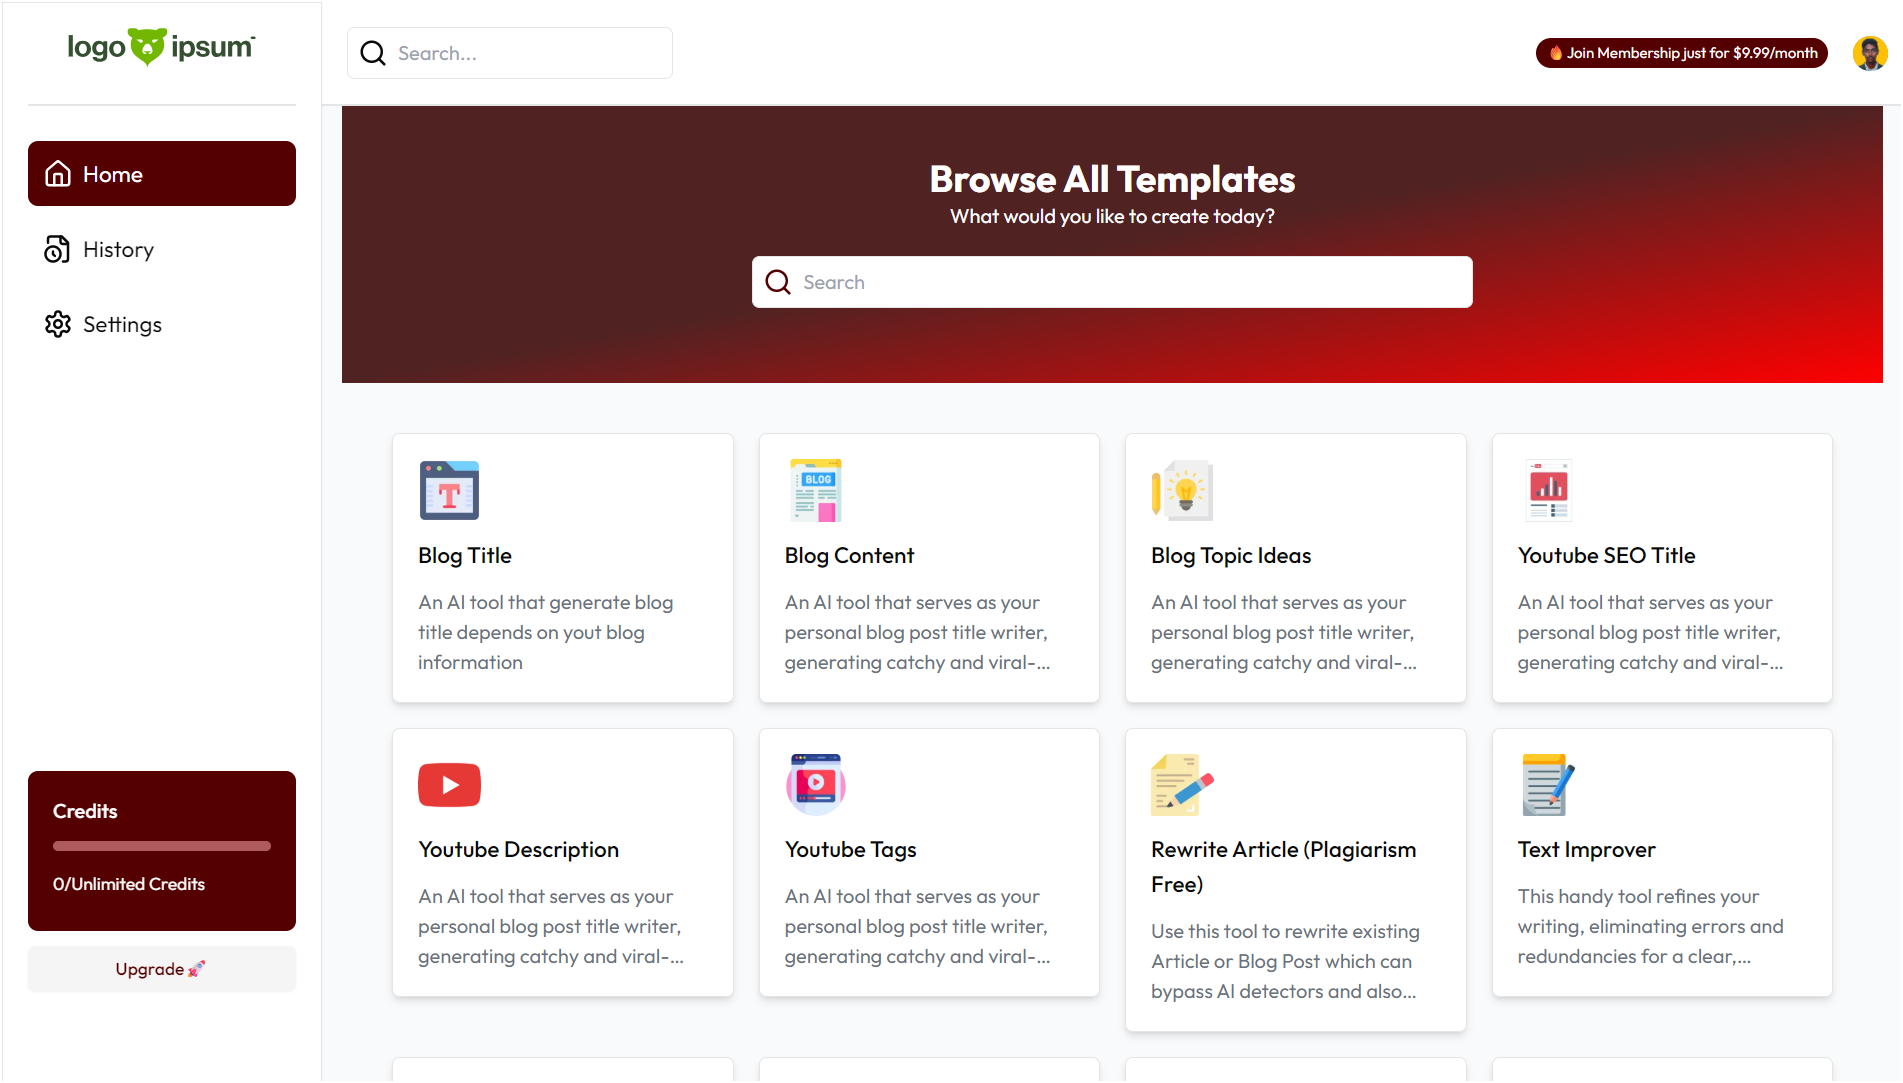 logo ipsum
Search...
🔥 Join Membership just for $9.99/month
Home
History
Settings
Credits
0/Unlimited Credits
Upgrade 🚀
Browse All Templates
What would you like to create today?
Search
Blog Title
An AI tool that generate blog
title depends on yout blog
information
BLOG
Blog Content
An AI tool that serves as your
personal blog post title writer,
generating catchy and viral-...
Blog Topic Ideas
An AI tool that serves as your
personal blog post title writer,
generating catchy and viral-...
Youtube SEO Title
An AI tool that serves as your
personal blog post title writer,
generating catchy and viral-...
Youtube Description
An AI tool that serves as your
personal blog post title writer,
generating catchy and viral-...
Youtube Tags
An AI tool that serves as your
personal blog post title writer,
generating catchy and viral-...
Rewrite Article (Plagiarism
Free)
Use this tool to rewrite existing
Article or Blog Post which can
bypass AI detectors and also...
Text Improver
This handy tool refines your
writing, eliminating errors and
redundancies for a clear,...